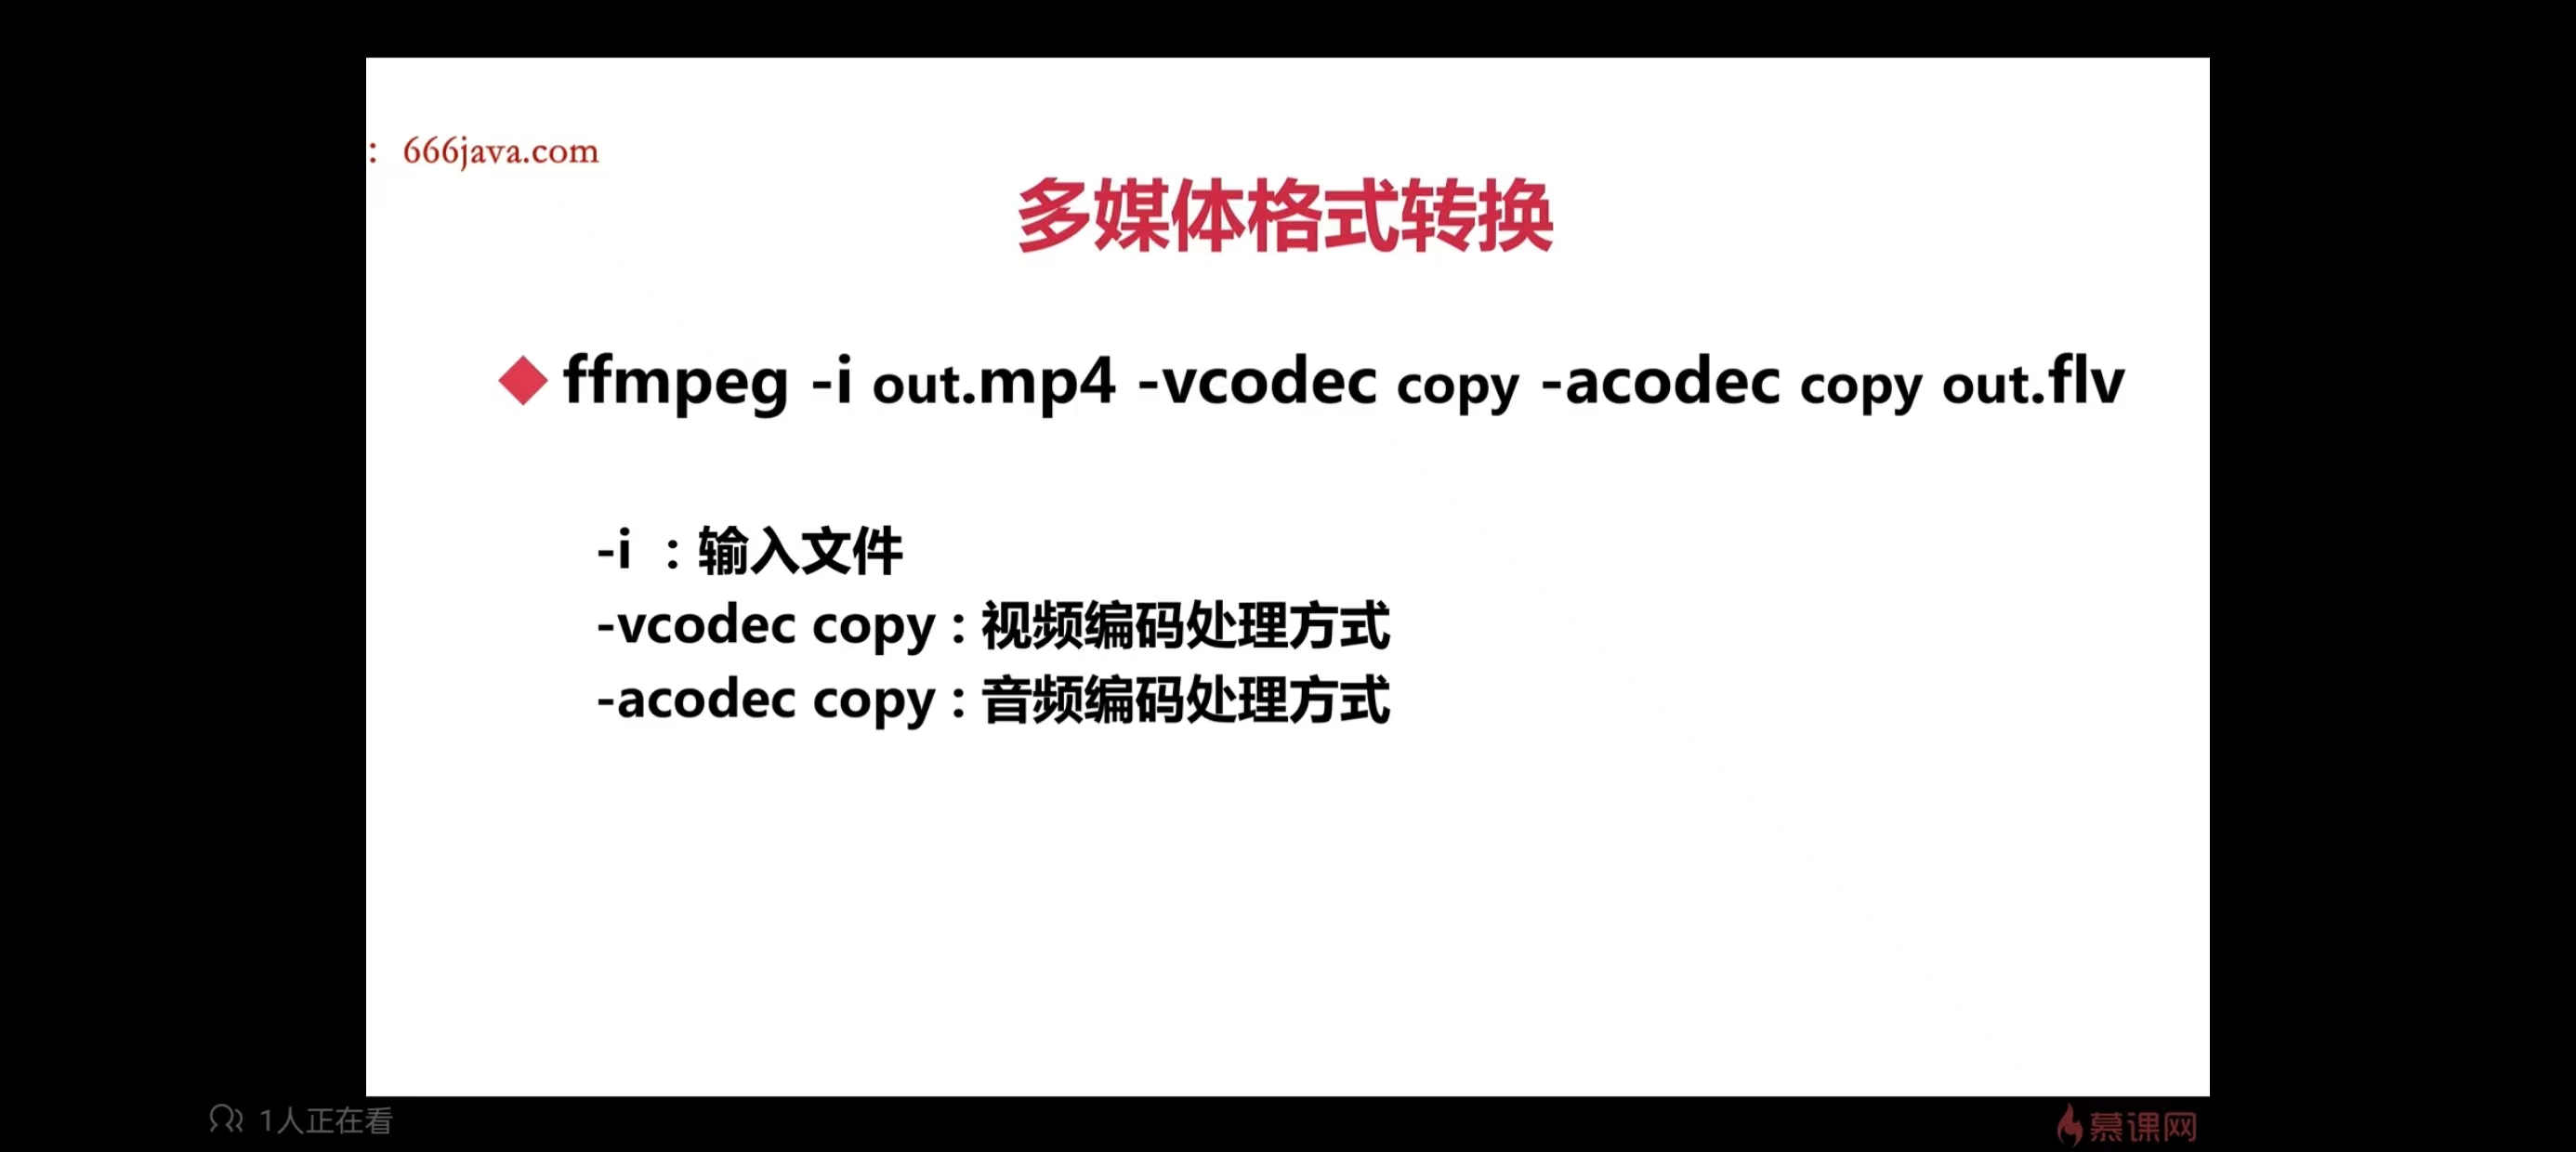 ：666java.com
多媒体格式转换
◆ffmpeg -i out.mp4 -vcodec copy -acodec copy out.flv
-i ：输入文件
-vcodec copy : 视频编码处理方式
-acodec copy : 音频编码处理方式
1人正在看
慕课网